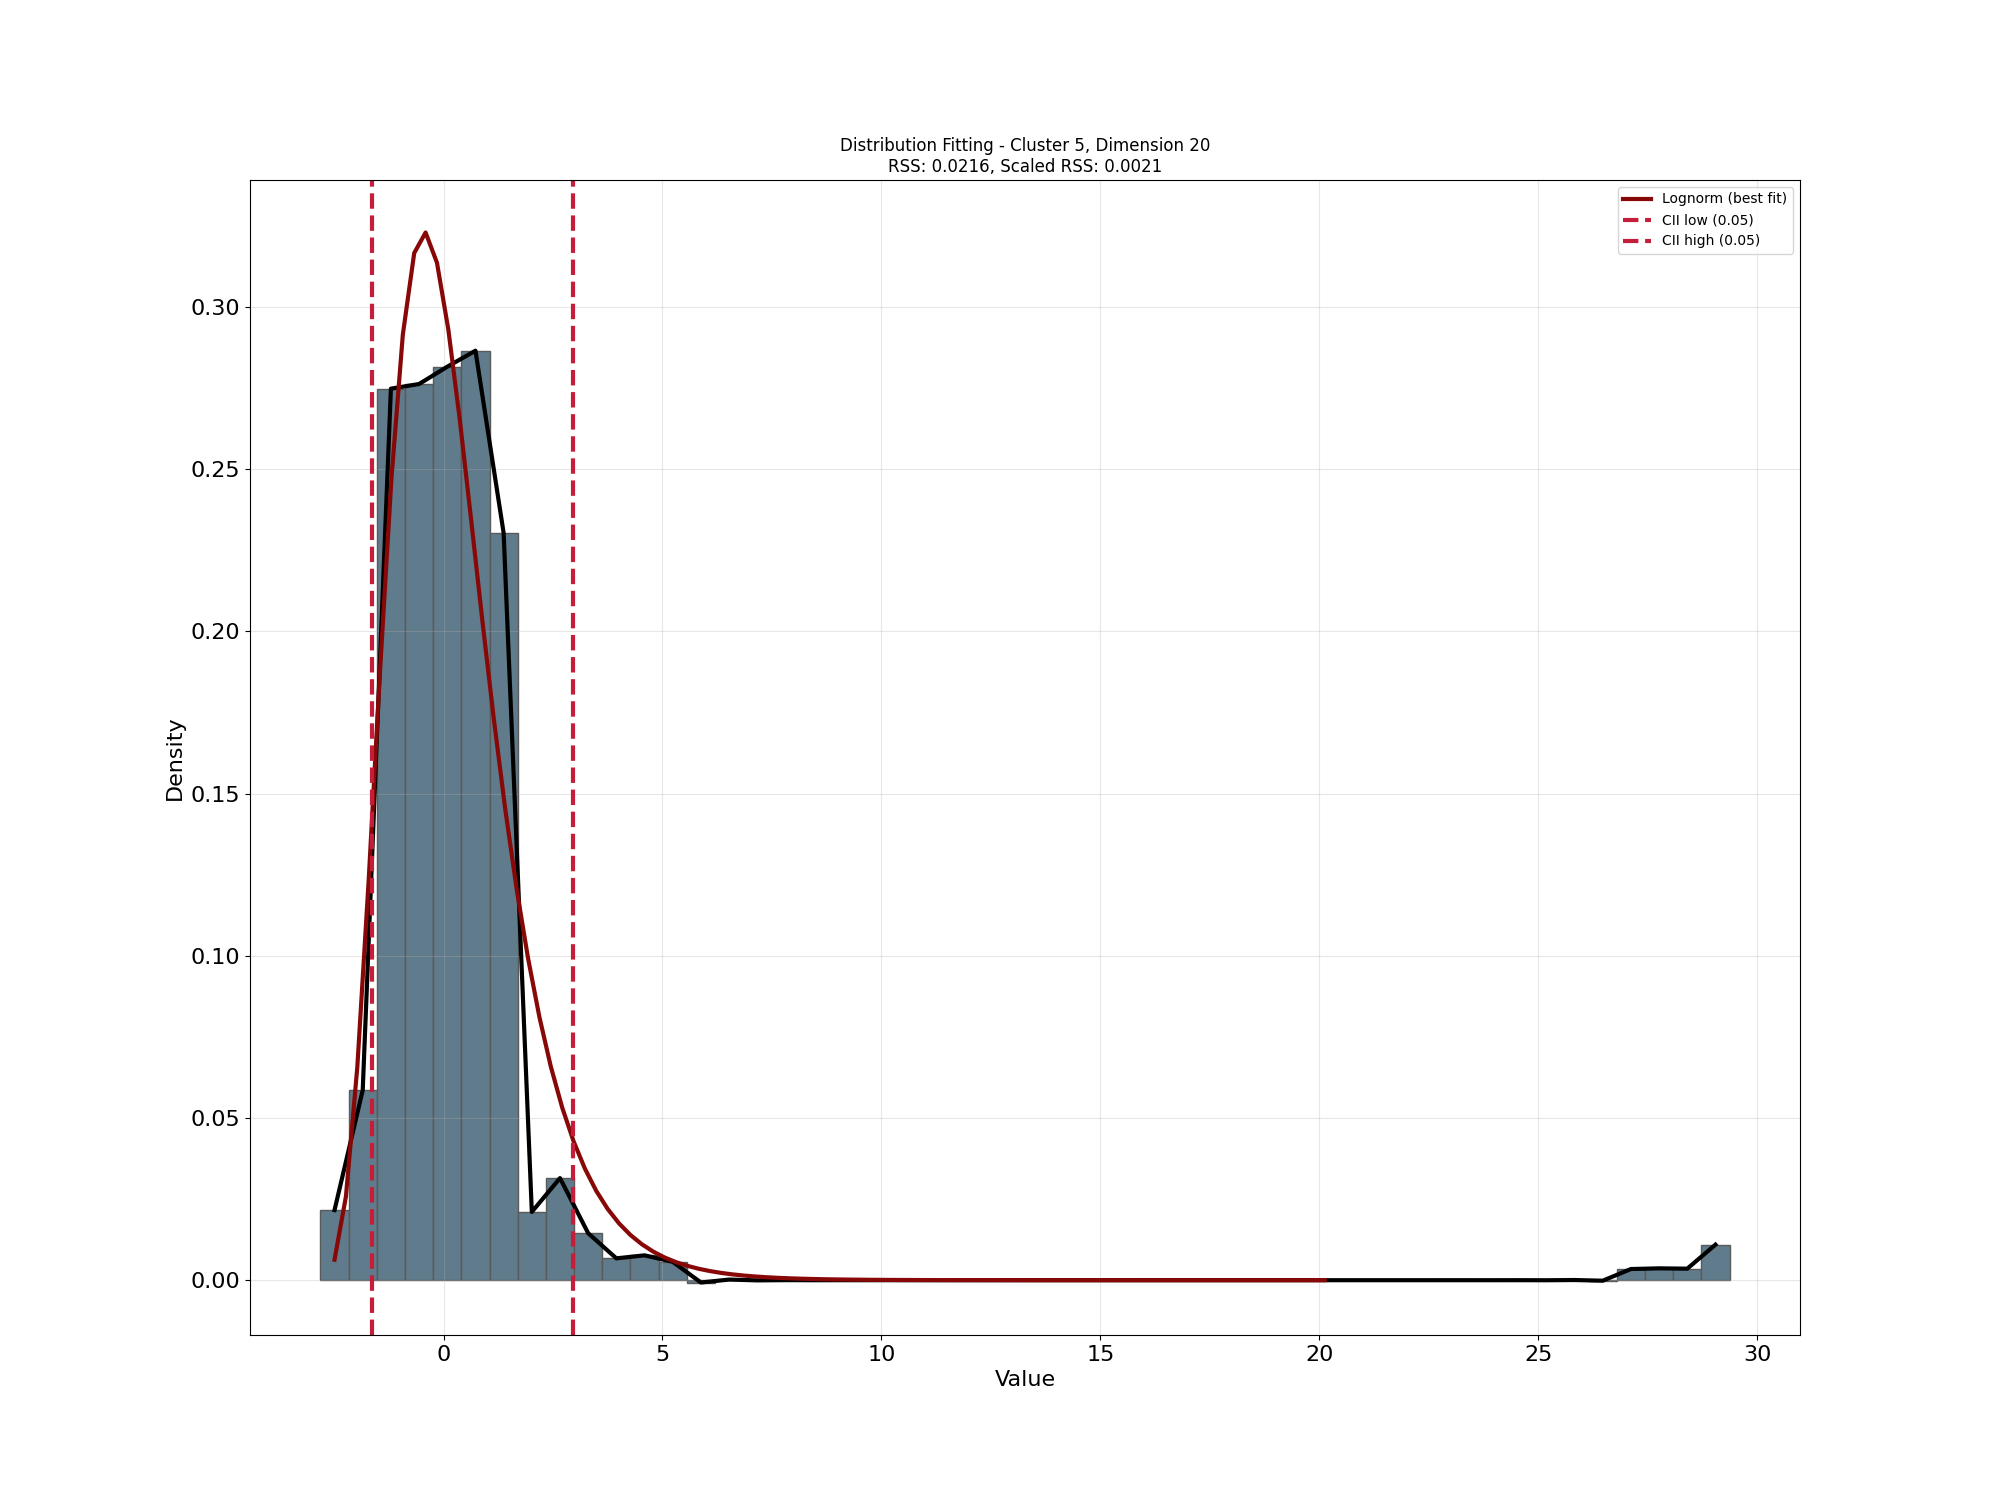 Distribution Fitting - Cluster 5, Dimension 20
RSS: 0.0216, Scaled RSS: 0.0021
Lognorm (best fit)
CII low (0.05)
CII high (0.05)
0.30
0.25
0.20
0.15
0.10
0.05
0.00
Density
0 5 10 15 20 25 30
Value